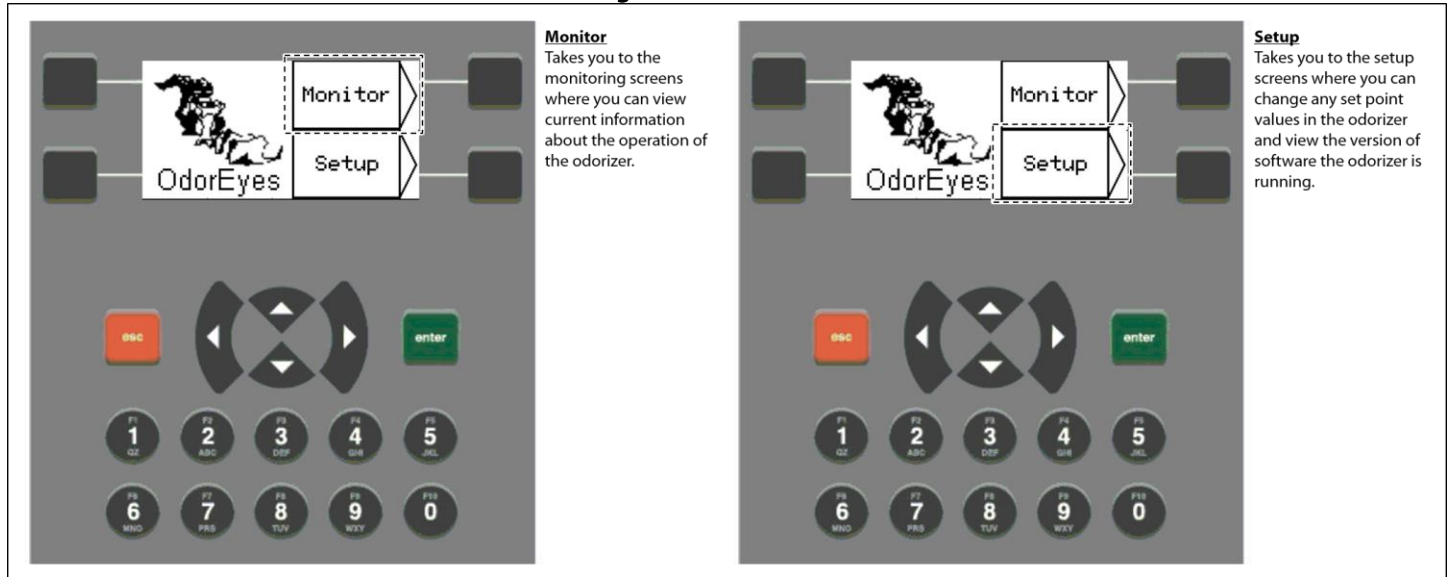 Monitor
Setup
OdorEyes
esc
enter
F1
1
QZ
F2
2
ABC
F3
3
DEF
F4
4
GHI
F5
5
JKL
F6
6
MNO
F7
7
PRS
F8
8
TUV
F9
9
WXY
F10
0
Monitor
Takes you to the
monitoring screens
where you can view
current information
about the operation of
the odorizer.
Monitor
Setup
OdorEyes
esc
enter
F1
1
QZ
F2
2
ABC
F3
3
DEF
F4
4
GHI
F5
5
JKL
F6
6
MNO
F7
7
PRS
F8
8
TUV
F9
9
WXY
F10
0
Setup
Takes you to the setup
screens where you can
change any set point
values in the odorizer
and view the version of
software the odorizer is
running.